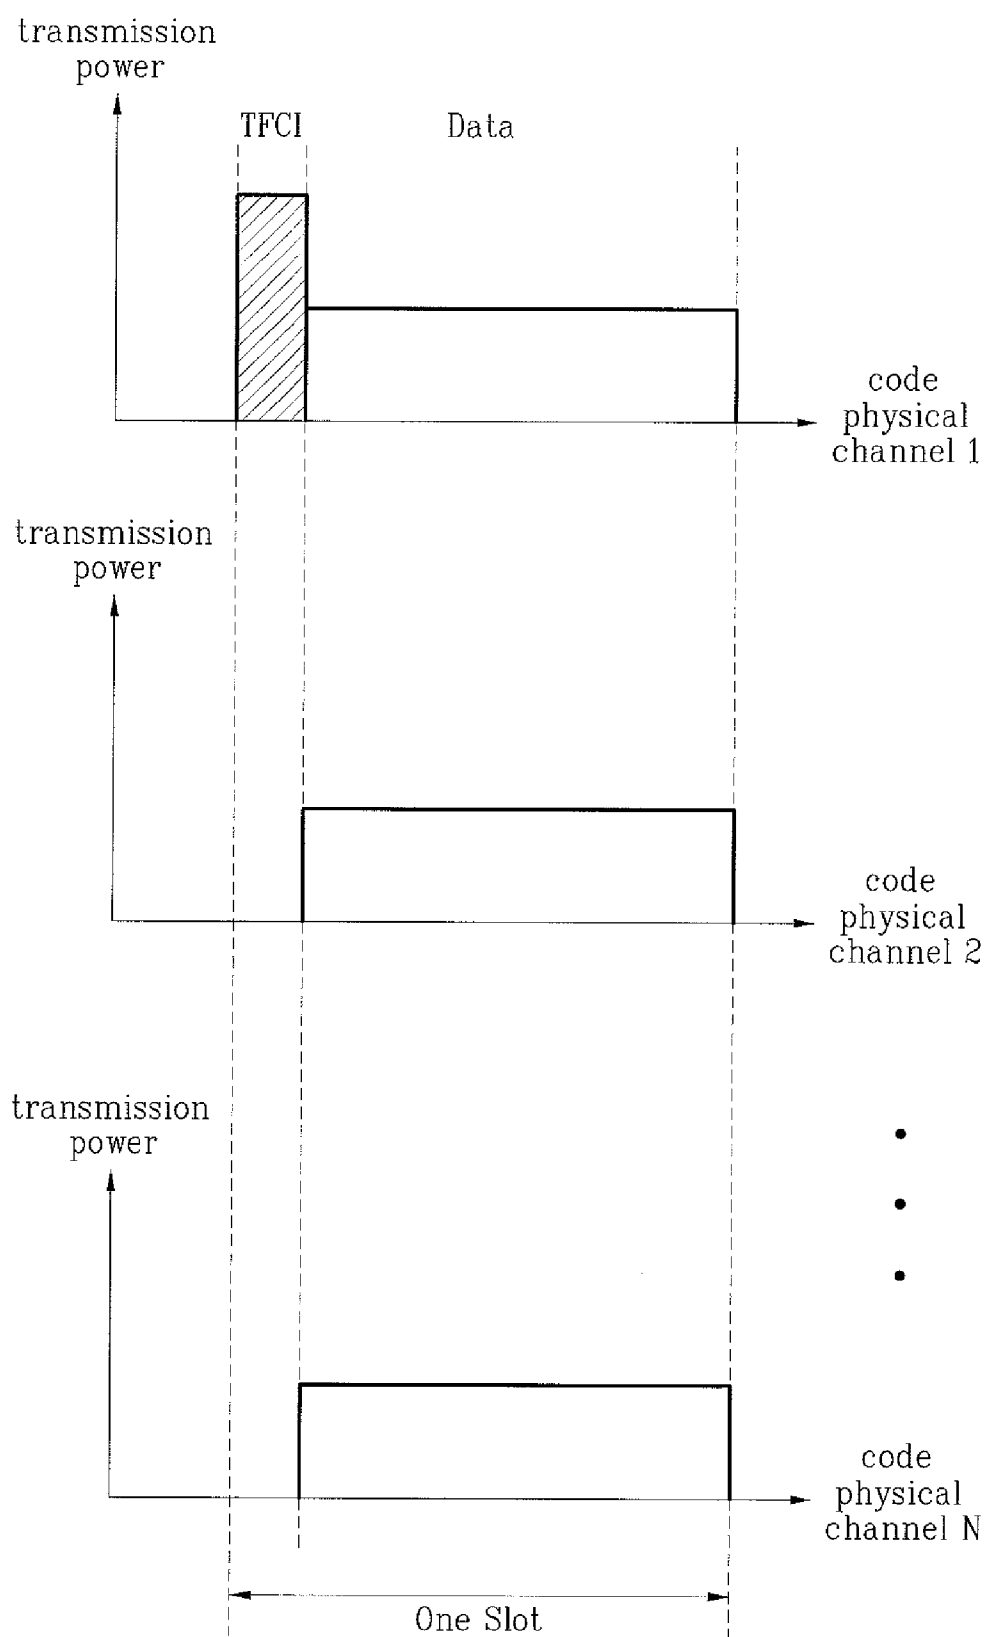 transmission
power
TFCI
Data
code
physical
channel 1
transmission
power
code
physical
channel 2
transmission
power
code
physical
channel N
One Slot